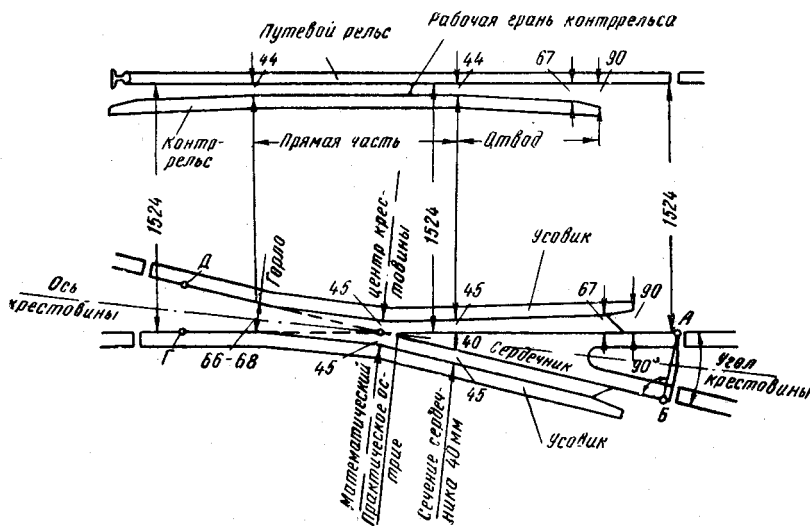 Рабочая грань контррельса
Путевой рельс
44
44
67
90
Контр-
рельс
Прямая часть
Отвод
1524
1524
1524
Ось
крестовины
Д
Горло
45
Центр крес-
товины
45
Усовик
67
90
А
Г
66-68
45
40
Сердечник
45
90°
Угол
крестовины
Б
Усовик
Математический
Практическое ос-
трие
Сечение сердеч-
ника 40 мм